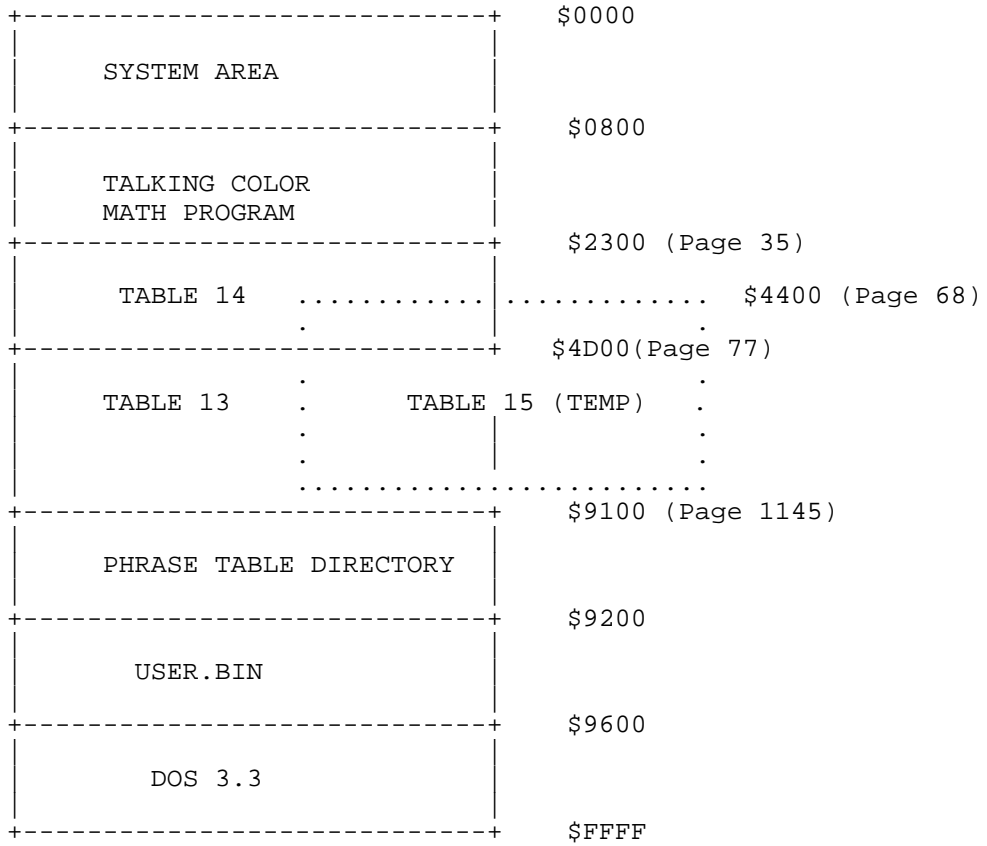 $0000
SYSTEM AREA
$0800
TALKING COLOR
MATH PROGRAM
$2300 (Page 35)
TABLE 14 $4400 (Page 68)
$4D00(Page 77)
TABLE 13 TABLE 15 (TEMP)
$9100 (Page 1145)
PHRASE TABLE DIRECTORY
$9200
USER.BIN
$9600
DOS 3.3
$FFFF